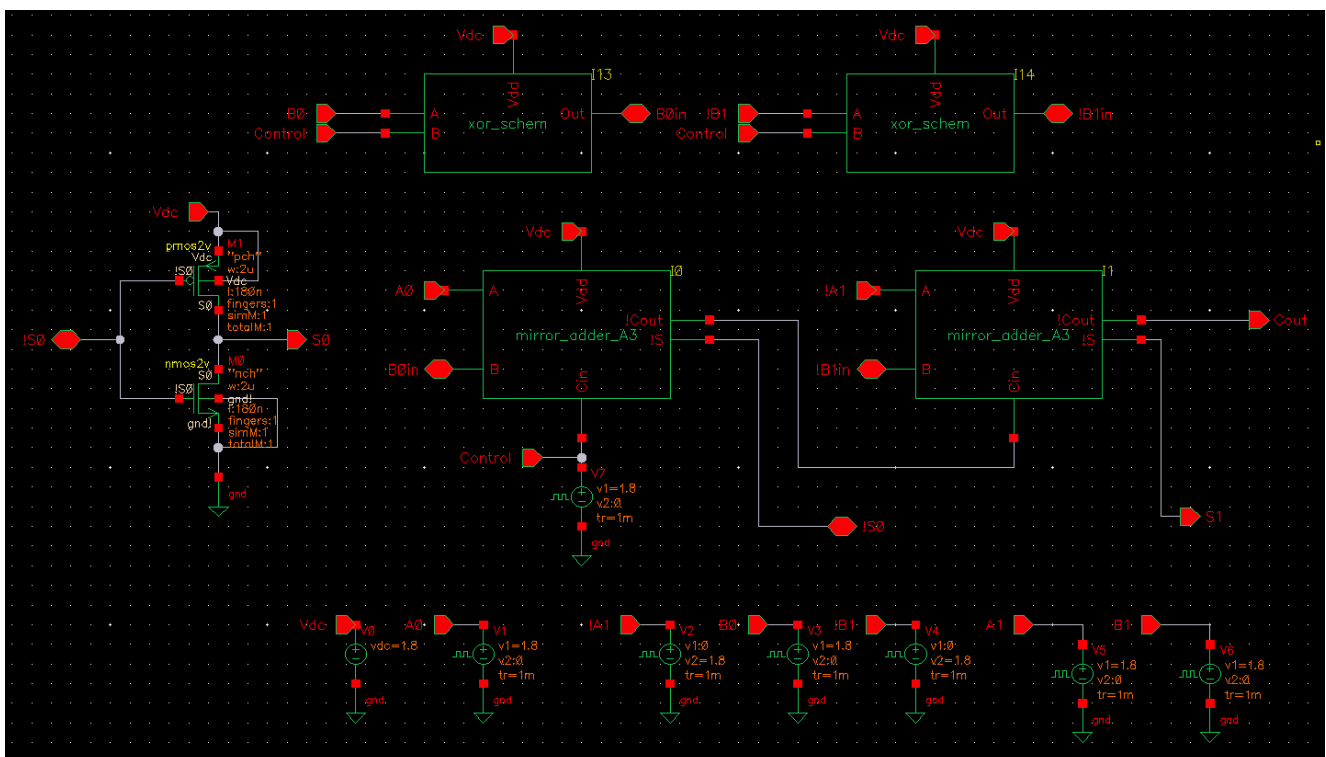 Vdc
Vdc
I13
I14
B0
A
Vdd
Out
B0in
Control
B
xor_schem
!B1
A
Vdd
Out
!B1in
Control
B
xor_schem
Vdc
pmos2v
M1
Vdc
"pch"
!S0
w:2u
Vdc
l:180n
S0
fingers:1
simM:1
totalM:1
!S0
S0
nmos2v
M0
S0
"nch"
!S0
w:2u
gnd!
l:180n
gnd!
fingers:1
simM:1
totalM:1
gnd
Vdc
I0
A0
A
Vdd
!Cout
mirror_adder_A3
!S
B0in
B
Cin
Control
V7
v1=1.8
v2:0
tr=1m
gnd
!S0
Vdc
I1
!A1
A
Vdd
!Cout
Cout
mirror_adder_A3
!S
!B1in
B
Cin
S1
Vdc
V0
vdc=1.8
gnd
A0
V1
v1=1.8
v2:0
tr=1m
gnd
!A1
V2
v1:0
v2=1.8
tr=1m
gnd
B0
V3
v1=1.8
v2:0
tr=1m
gnd
!B1
V4
v1:0
v2=1.8
tr=1m
gnd
A1
V5
v1=1.8
v2:0
tr=1m
gnd
B1
V6
v1=1.8
v2:0
tr=1m
gnd